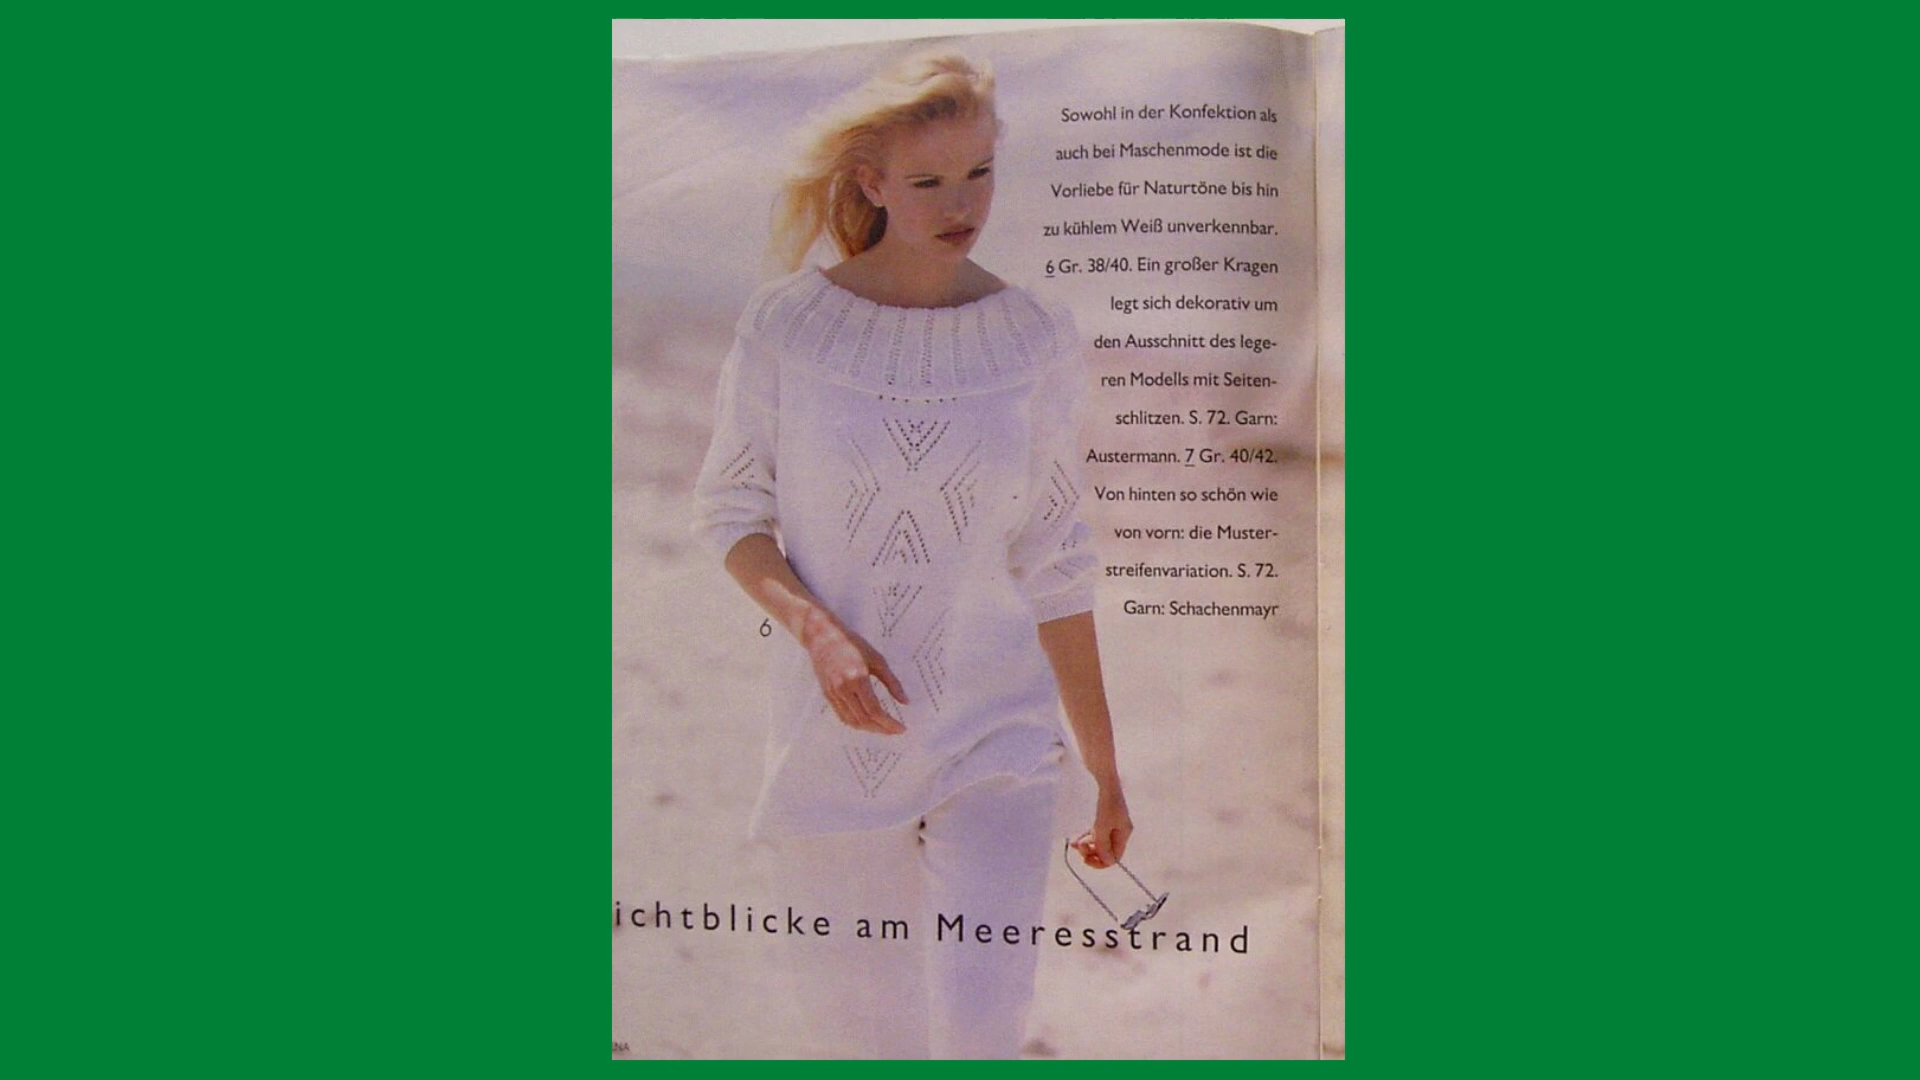 Sowohl in der Konfektion als
auch bei Maschenmode ist die
Vorliebe für Naturtöne bis hin
zu kühlem Weiß unverkennbar.
6 Gr. 38/40. Ein großer Kragen
legt sich dekorativ um
den Ausschnitt des lege-
ren Modells mit Seiten-
schlitzen. S. 72. Garn:
Austermann. 7 Gr. 40/42.
Von hinten so schön wie
von vorn: die Muster-
streifenvariation. S. 72.
Garn: Schachenmayr
6
ichtblicke am Meeresstrand